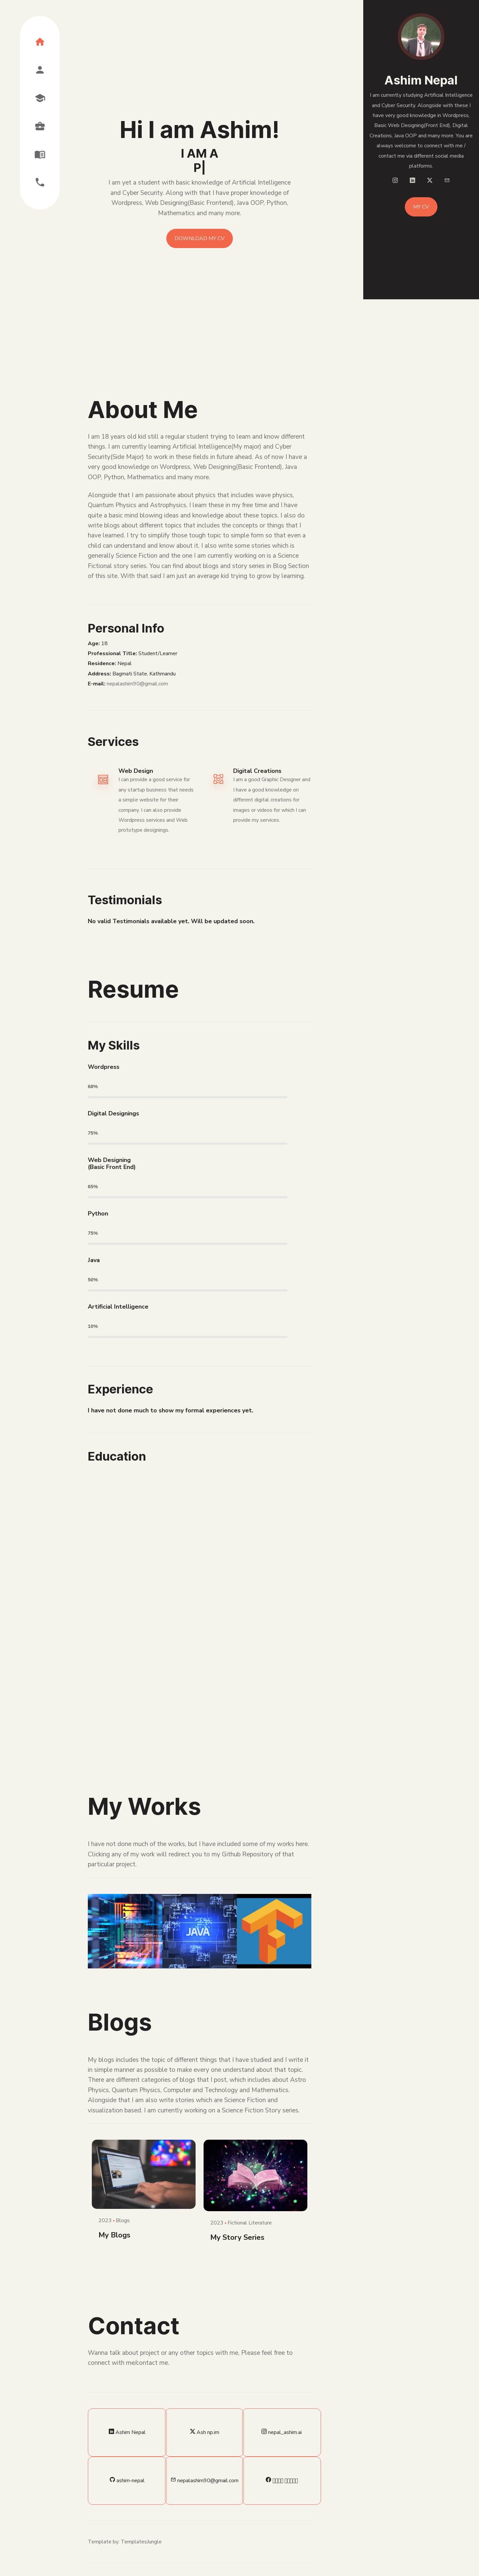 Hi I am Ashim!
I AM A
P|
I am yet a student with basic knowledge of Artificial Intelligence
and Cyber Security. Along with that I have proper knowledge of
Wordpress, Web Designing(Basic Frontend), Java OOP, Python,
Mathematics and many more.
DOWNLOAD MY CV
Ashim Nepal
I am currently studying Artificial Intelligence
and Cyber Security. Alongside with these I
have very good knowledge in Wordpress,
Basic Web Designing(Front End), Digital
Creations, Java OOP and many more. You are
always welcome to connect with me /
contact me via different social media
platforms.
MY CV
About Me
I am 18 years old kid still a regular student trying to learn and know different
things. I am currently learning Artificial Intelligence(My major) and Cyber
Security(Side Major) to work in these fields in future ahead. As of now I have a
very good knowledge on Wordpress, Web Designing(Basic Frontend), Java
OOP, Python, Mathematics and many more.
Alongside that I am passionate about physics that includes wave physics,
Quantum Physics and Astrophysics. I learn these in my free time and I have
quite a basic mind blowing ideas and knowledge about these topics. I also do
write blogs about different topics that includes the concepts or things that I
have learned. I try to simplify those tough topic to simple form so that even a
child can understand and know about it. I also write some stories which is
generally Science Fiction and the one I am currently working on is a Science
Fictional story series. You can find about blogs and story series in Blog Section
of this site. With that said I am just an average kid trying to grow by learning.
Personal Info
Age: 18
Professional Title: Student/Learner
Residence: Nepal
Address: Bagmati State, Kathmandu
E-mail: nepalashim90@gmail.com
Services
Web Design
I can provide a good service for
any startup business that needs
a simple website for their
company. I can also provide
Wordpress services and Web
prototype designings.
Digital Creations
I am a good Graphic Designer and
I have a good knowledge on
different digital creations for
images or videos for which I can
provide my services.
Testimonials
No valid Testimonials available yet. Will be updated soon.
Resume
My Skills
Wordpress
88%
Digital Designings
75%
Web Designing
(Basic Front End)
65%
Python
75%
Java
50%
Artificial Intelligence
10%
Experience
I have not done much to show my formal experiences yet.
Education
My Works
I have not done much of the works, but I have included some of my works here.
Clicking any of my work will redirect you to my Github Repository of that
particular project.
JAVA
Blogs
My blogs includes the topic of different things that I have studied and I write it
in simple manner as possible to make every one understand about that topic.
There are different categories of blogs that I post, which includes about Astro
Physics, Quantum Physics, Computer and Technology and Mathematics.
Alongside that I am also write stories which are Science Fiction and
visualization based. I am currently working on a Science Fiction Story series.
2023 • Blogs
My Blogs
2023 • Fictional Literature
My Story Series
Contact
Wanna talk about project or any other topics with me, Please feel free to
connect with me/contact me.
Ashim Nepal
Ash np.im
nepal_ashim.ai
ashim-nepal
nepalashim90@gmail.com
Template by: TemplatesJungle